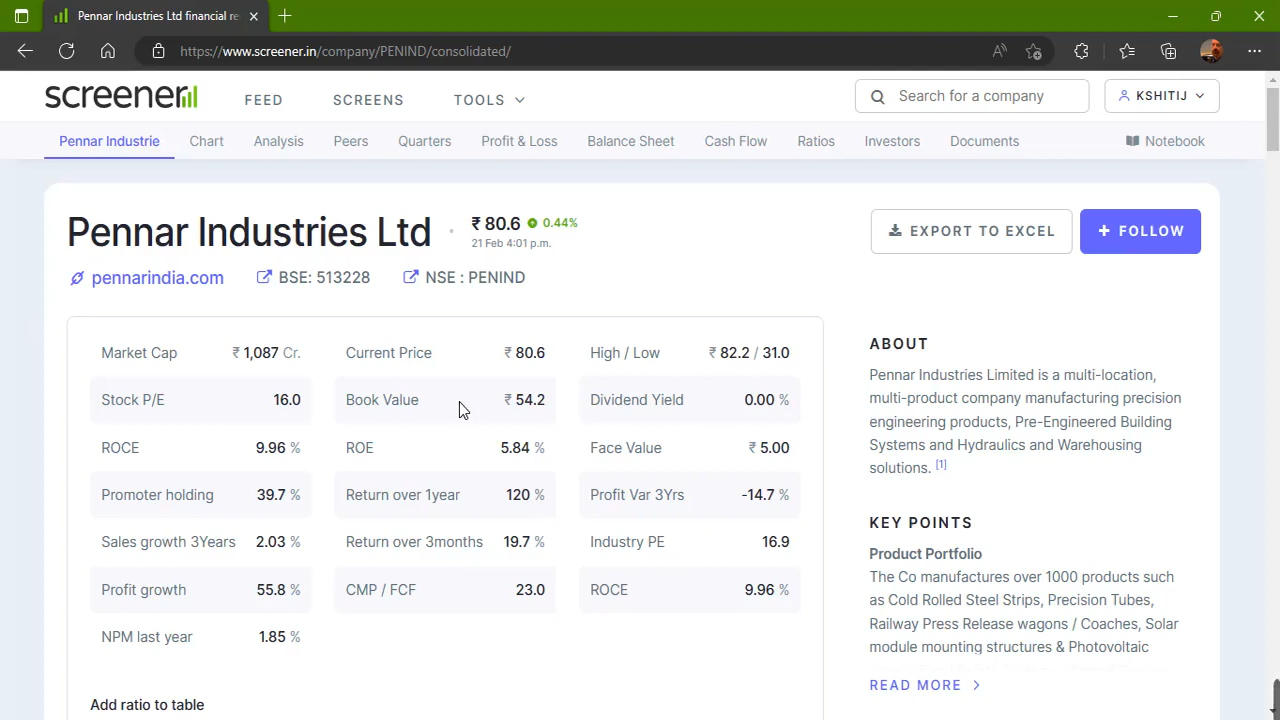 Pennar Industries Ltd financial re
https://www.screener.in/company/PENIND/consolidated/
screener
FEED
SCREENS
TOOLS
Search for a company
KSHITIJ
Pennar Industrie
Chart
Analysis
Peers
Quarters
Profit & Loss
Balance Sheet
Cash Flow
Ratios
Investors
Documents
Notebook
Pennar Industries Ltd
₹ 80.6 0.44%
21 Feb 4:01 p.m.
EXPORT TO EXCEL
+ FOLLOW
pennarindia.com
BSE: 513228
NSE : PENIND
Market Cap ₹ 1,087 Cr.
Current Price ₹ 80.6
High / Low ₹ 82.2 / 31.0
Stock P/E 16.0
Book Value ₹ 54.2
Dividend Yield 0.00 %
ROCE 9.96 %
ROE 5.84 %
Face Value ₹ 5.00
Promoter holding 39.7 %
Return over 1year 120 %
Profit Var 3Yrs -14.7 %
Sales growth 3Years 2.03 %
Return over 3months 19.7 %
Industry PE 16.9
Profit growth 55.8 %
CMP / FCF 23.0
ROCE 9.96 %
NPM last year 1.85 %
Add ratio to table
ABOUT
Pennar Industries Limited is a multi-location,
multi-product company manufacturing precision
engineering products, Pre-Engineered Building
Systems and Hydraulics and Warehousing
solutions. [1]
KEY POINTS
Product Portfolio
The Co manufactures over 1000 products such
as Cold Rolled Steel Strips, Precision Tubes,
Railway Press Release wagons / Coaches, Solar
module mounting structures & Photovoltaic
READ MORE